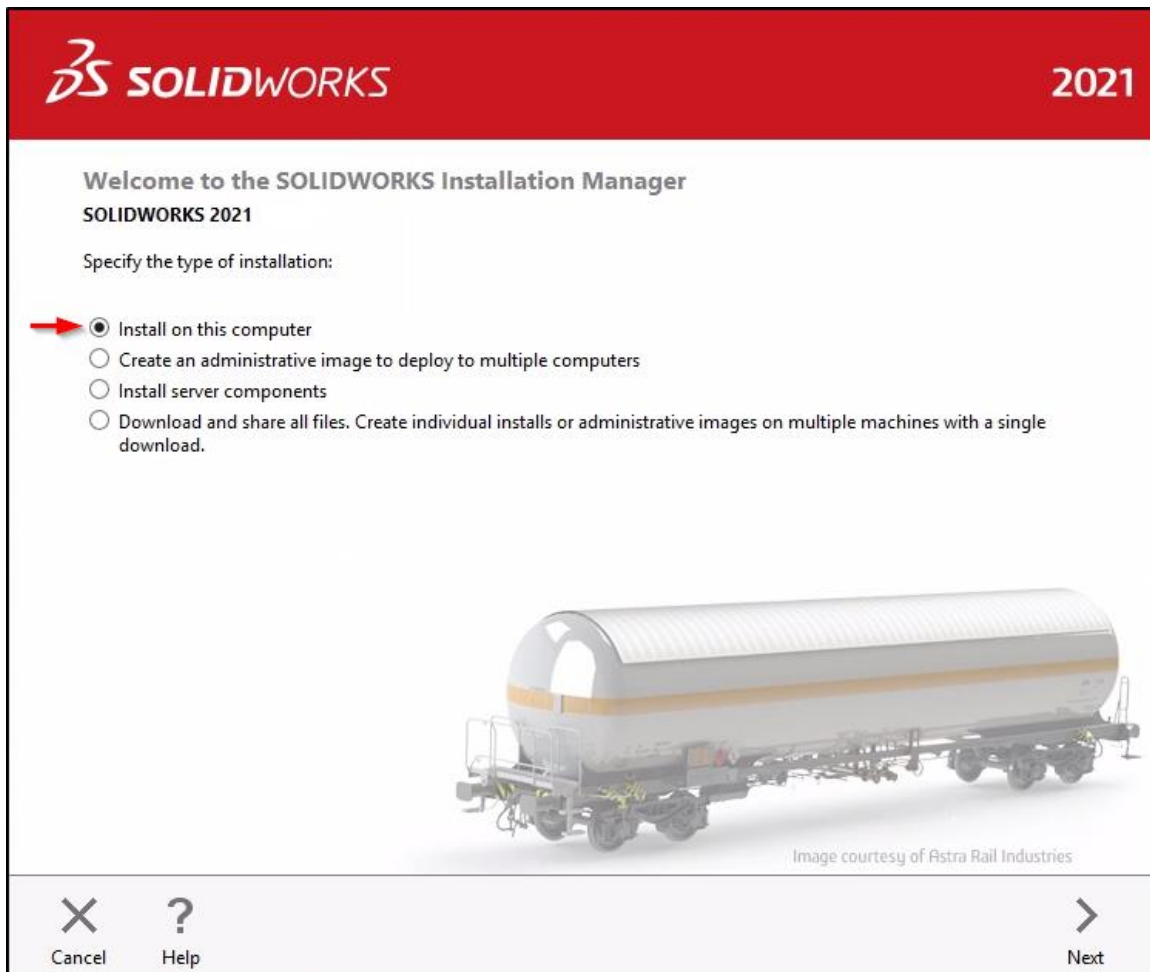 3DS SOLIDWORKS
2021
Welcome to the SOLIDWORKS Installation Manager
SOLIDWORKS 2021
Specify the type of installation:
Install on this computer
Create an administrative image to deploy to multiple computers
Install server components
Download and share all files. Create individual installs or administrative images on multiple machines with a single
download.
Image courtesy of Astra Rail Industries
?
Cancel
Help
Next